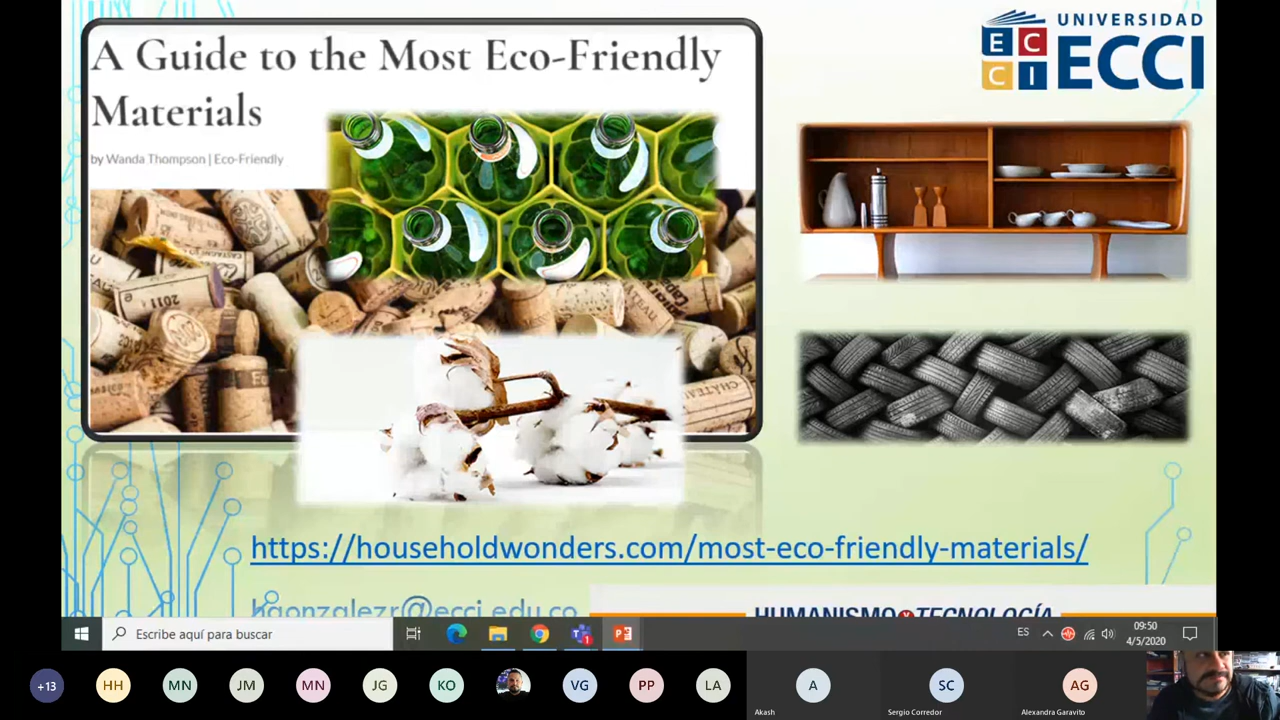 A Guide to the Most Eco-Friendly
Materials
by Wanda Thompson | Eco-Friendly
UNIVERSIDAD
E C
C I
ECCI
2011
https://householdwonders.com/most-eco-friendly-materials/
hgonzalezr@ecci.edu.co
HUMANISMO Y TECNOLOGÍA
Escribe aquí para buscar
ES
09:50
4/5/2020
+13
HH
MN
JM
MN
JG
KO
VG
PP
LA
A
SC
AG
Akash
Sergio Corredor
Alexandra Garavito